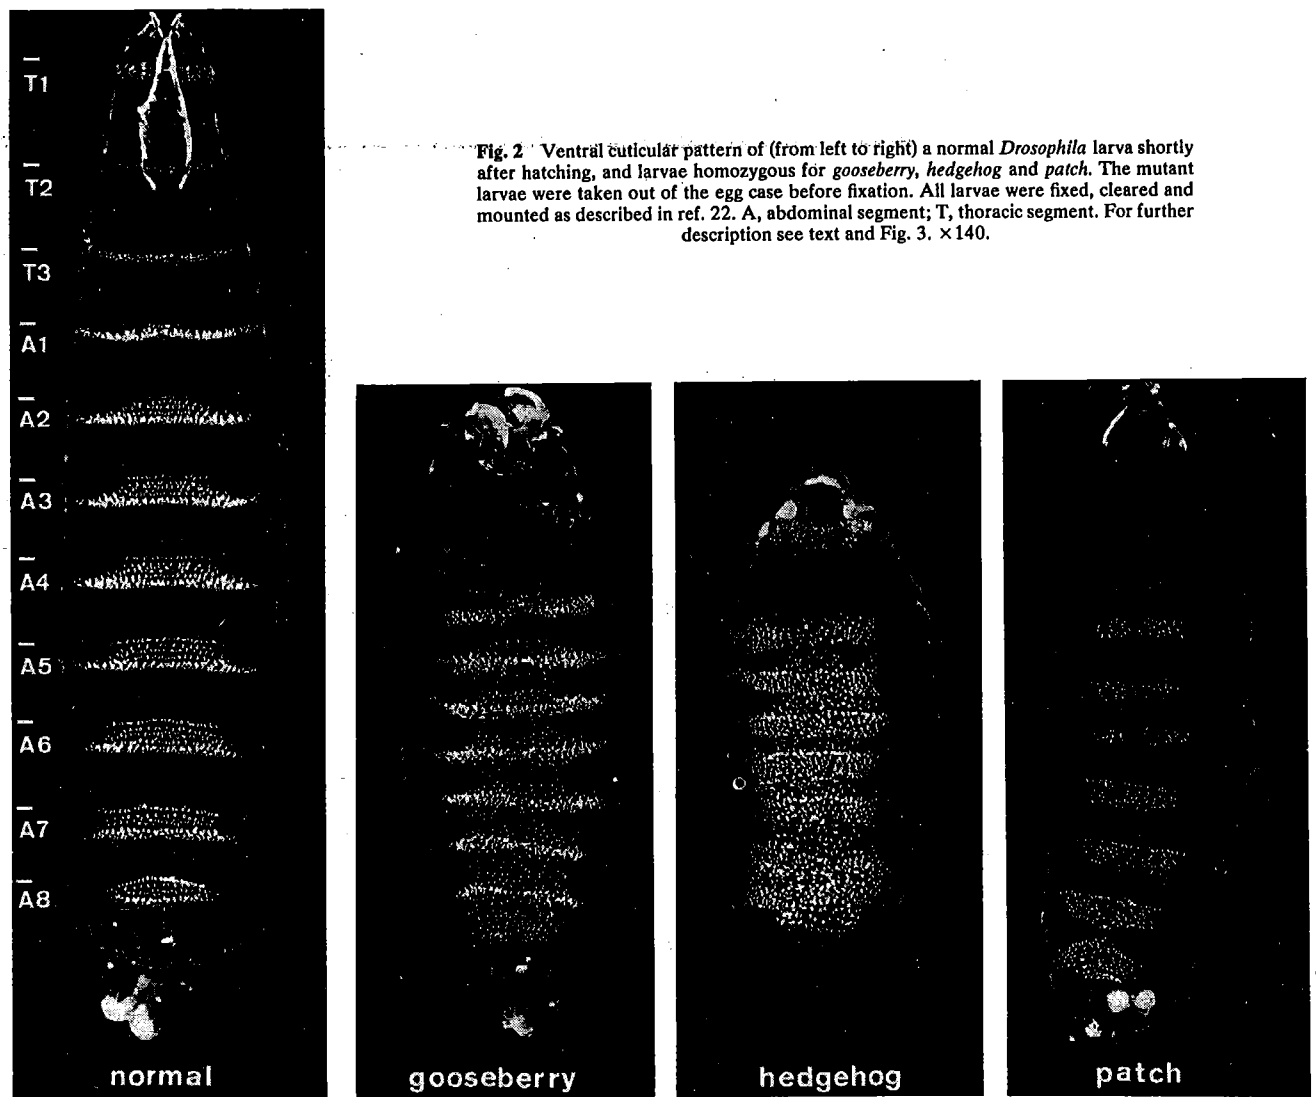 T1
T2
T3
A1
A2
A3
A4
A5
A6
A7
A8
normal
Fig. 2 Ventral cuticular pattern of (from left to right) a normal Drosophila larva shortly
after hatching, and larvae homozygous for gooseberry, hedgehog and patch. The mutant
larvae were taken out of the egg case before fixation. All larvae were fixed, cleared and
mounted as described in ref. 22. A, abdominal segment; T, thoracic segment. For further
description see text and Fig. 3. ×140.
gooseberry
hedgehog
patch